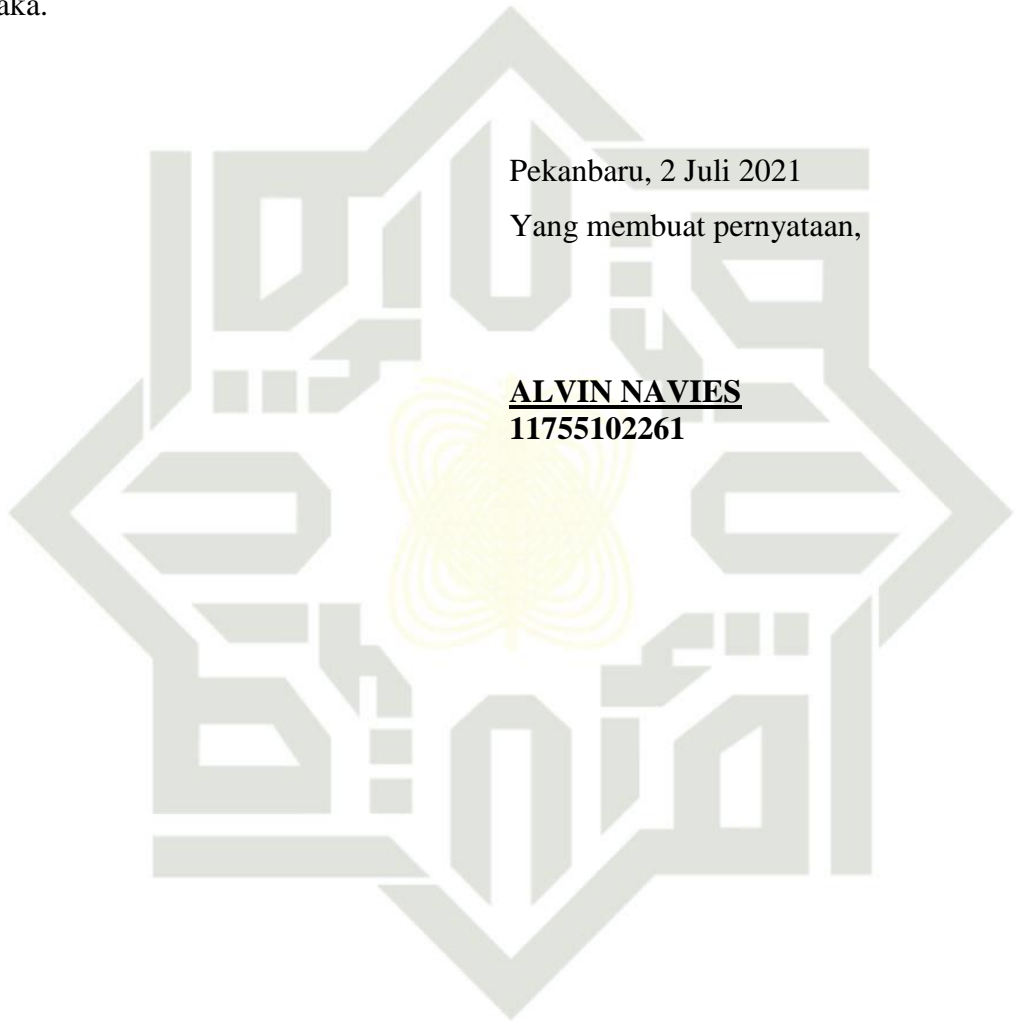 aka.
Pekanbaru, 2 Juli 2021
Yang membuat pernyataan,
ALVIN NAVIES
11755102261